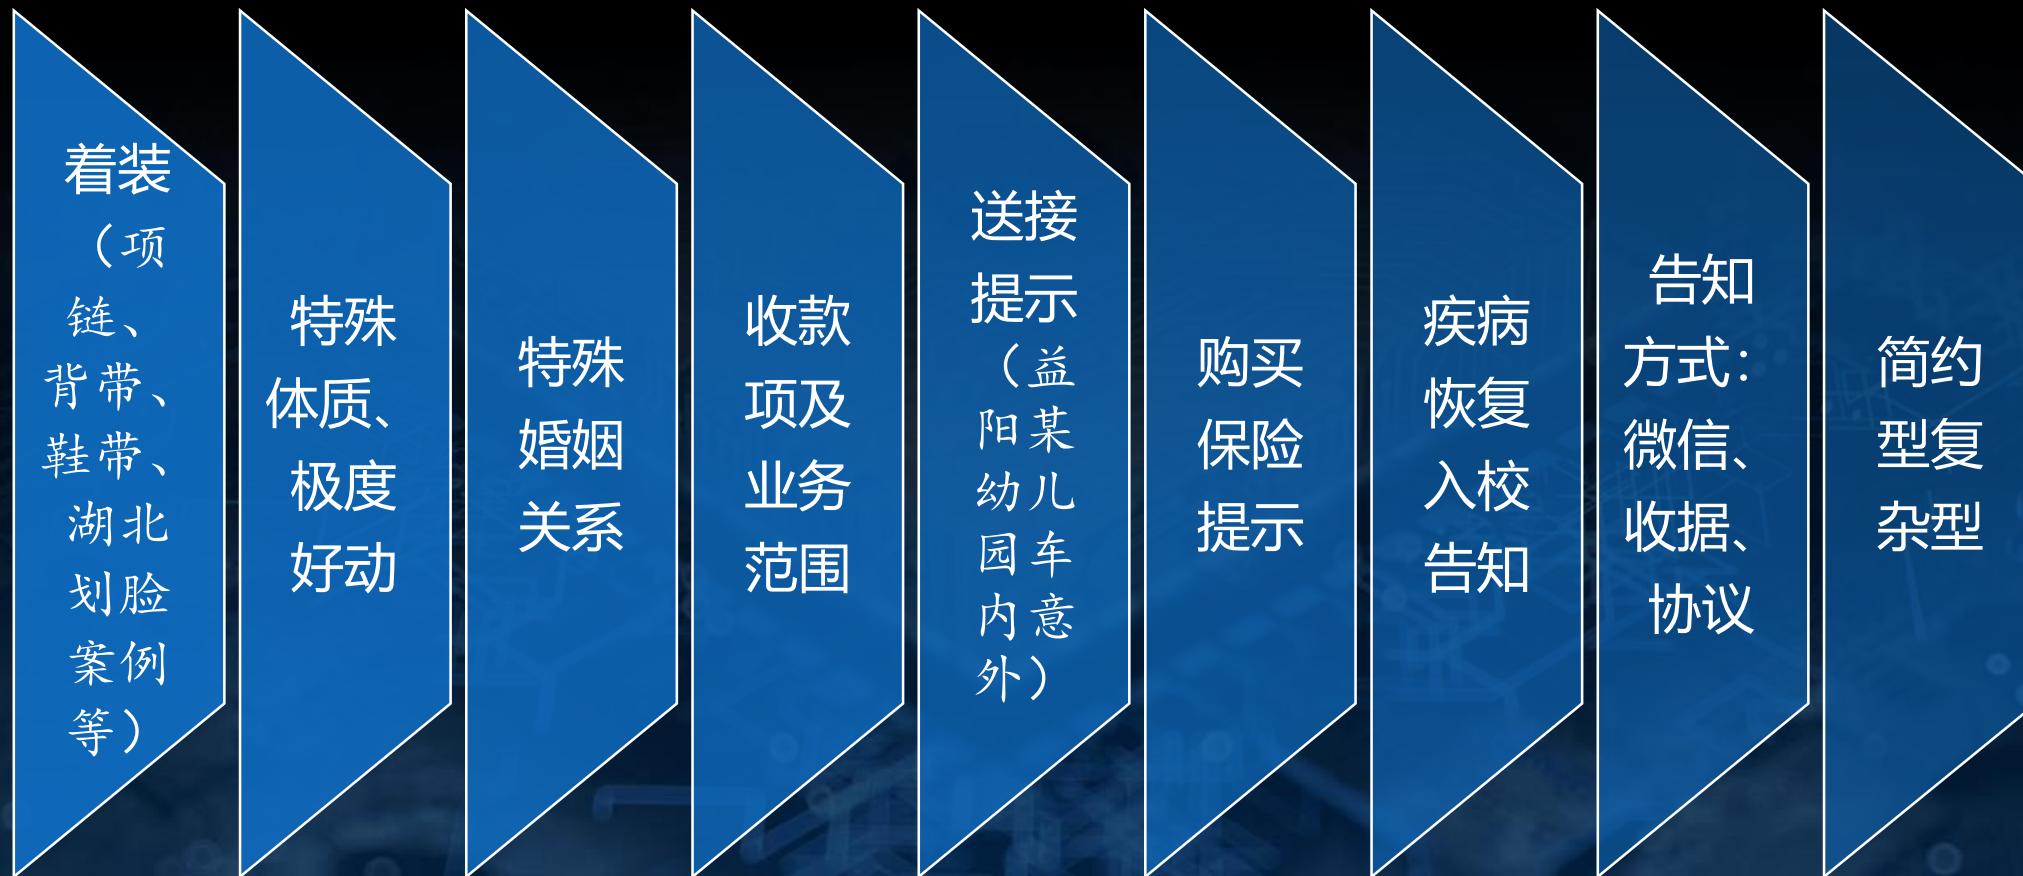 着装
（项
链、
背带、
鞋带、
湖北
划脸
案例
等）
特殊
体质、
极度
好动
特殊
婚姻
关系
收款
项及
业务
范围
送接
提示
（益
阳某
幼儿
园车
内意
外）
购买
保险
提示
疾病
恢复
入校
告知
告知
方式：
微信、
收据、
协议
简约
型复
杂型